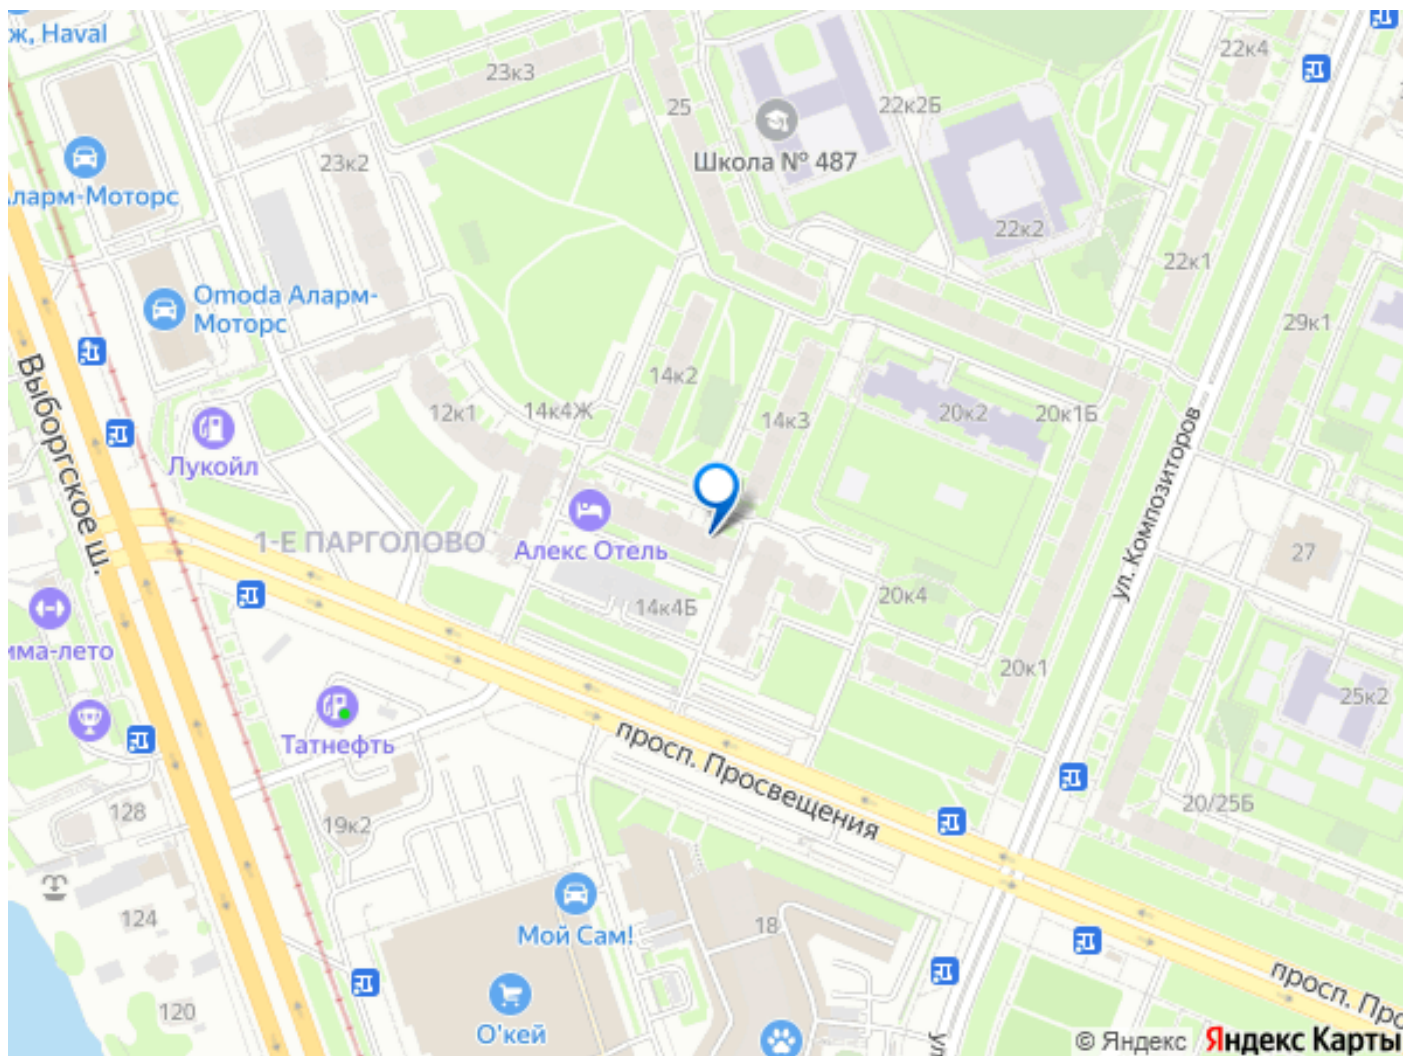 ж, Haval
23к3
25
22к2Б
22к4
Школа № 487
23к2
Аларм-Моторс
22к2
22к1
Omoda Аларм-
Моторс
29к1
Выборгское ш.
14к2
12к1
14к4Ж
14к3
20к2
20к1Б
ул. Композиторов
Лукойл
1-Е ПАРГОЛОВО
Алекс Отель
27
14к4Б
20к4
има-лето
20к1
25к2
Татнефть
просп. Просвещения
128
19к2
20/25Б
124
Мой Сам!
18
просп. Про
120
О'кей
ул
© Яндекс Яндекс Карты